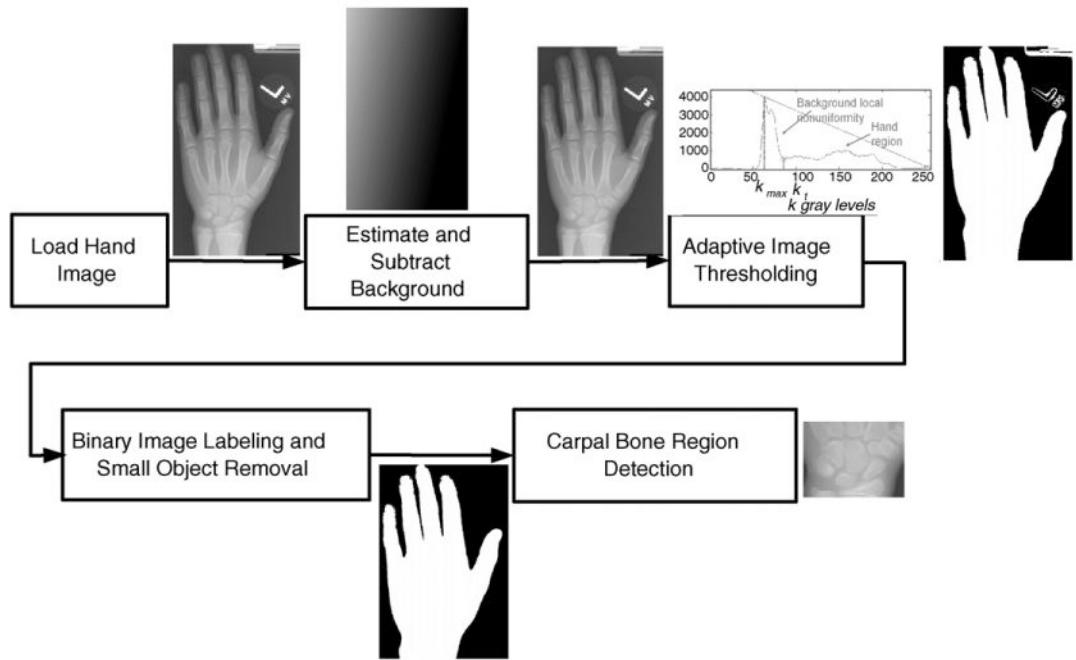 Load Hand
Image
L
MV
Estimate and
Subtract
Background
L
MV
4000
3000
2000
1000
0
0 50 100 150 200 250
Background local
nonuniformity
Hand
region
k max k t
k gray levels
Adaptive Image
Thresholding
L
Binary Image Labeling and
Small Object Removal
Carpal Bone Region
Detection